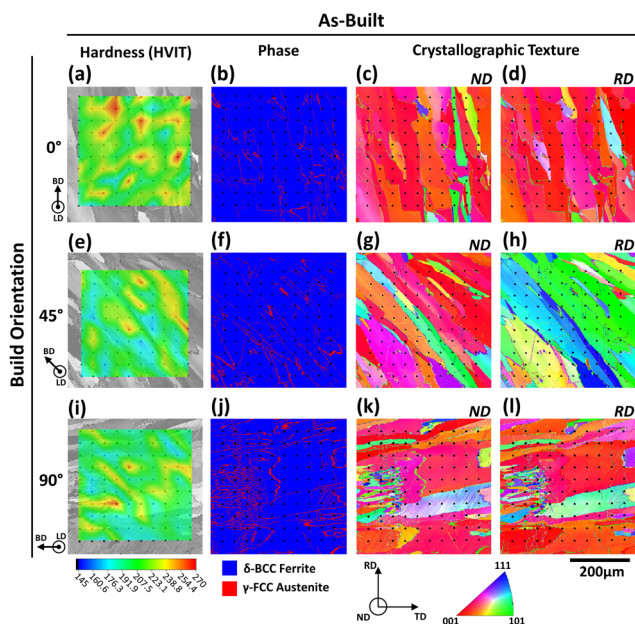 As-Built
Hardness (HVIT)
Phase
Crystallographic Texture
(a)
(b)
(c)
ND
(d)
RD
0°
BD
LD
(e)
(f)
(g)
ND
(h)
RD
Build Orientation
45°
BD
LD
(i)
(j)
(k)
ND
(l)
RD
90°
BD
LD
145
160.6
176.3
191.9
207.5
223.1
238.8
254.4
270
δ-BCC Ferrite
γ-FCC Austenite
RD
ND
TD
111
001
101
200μm